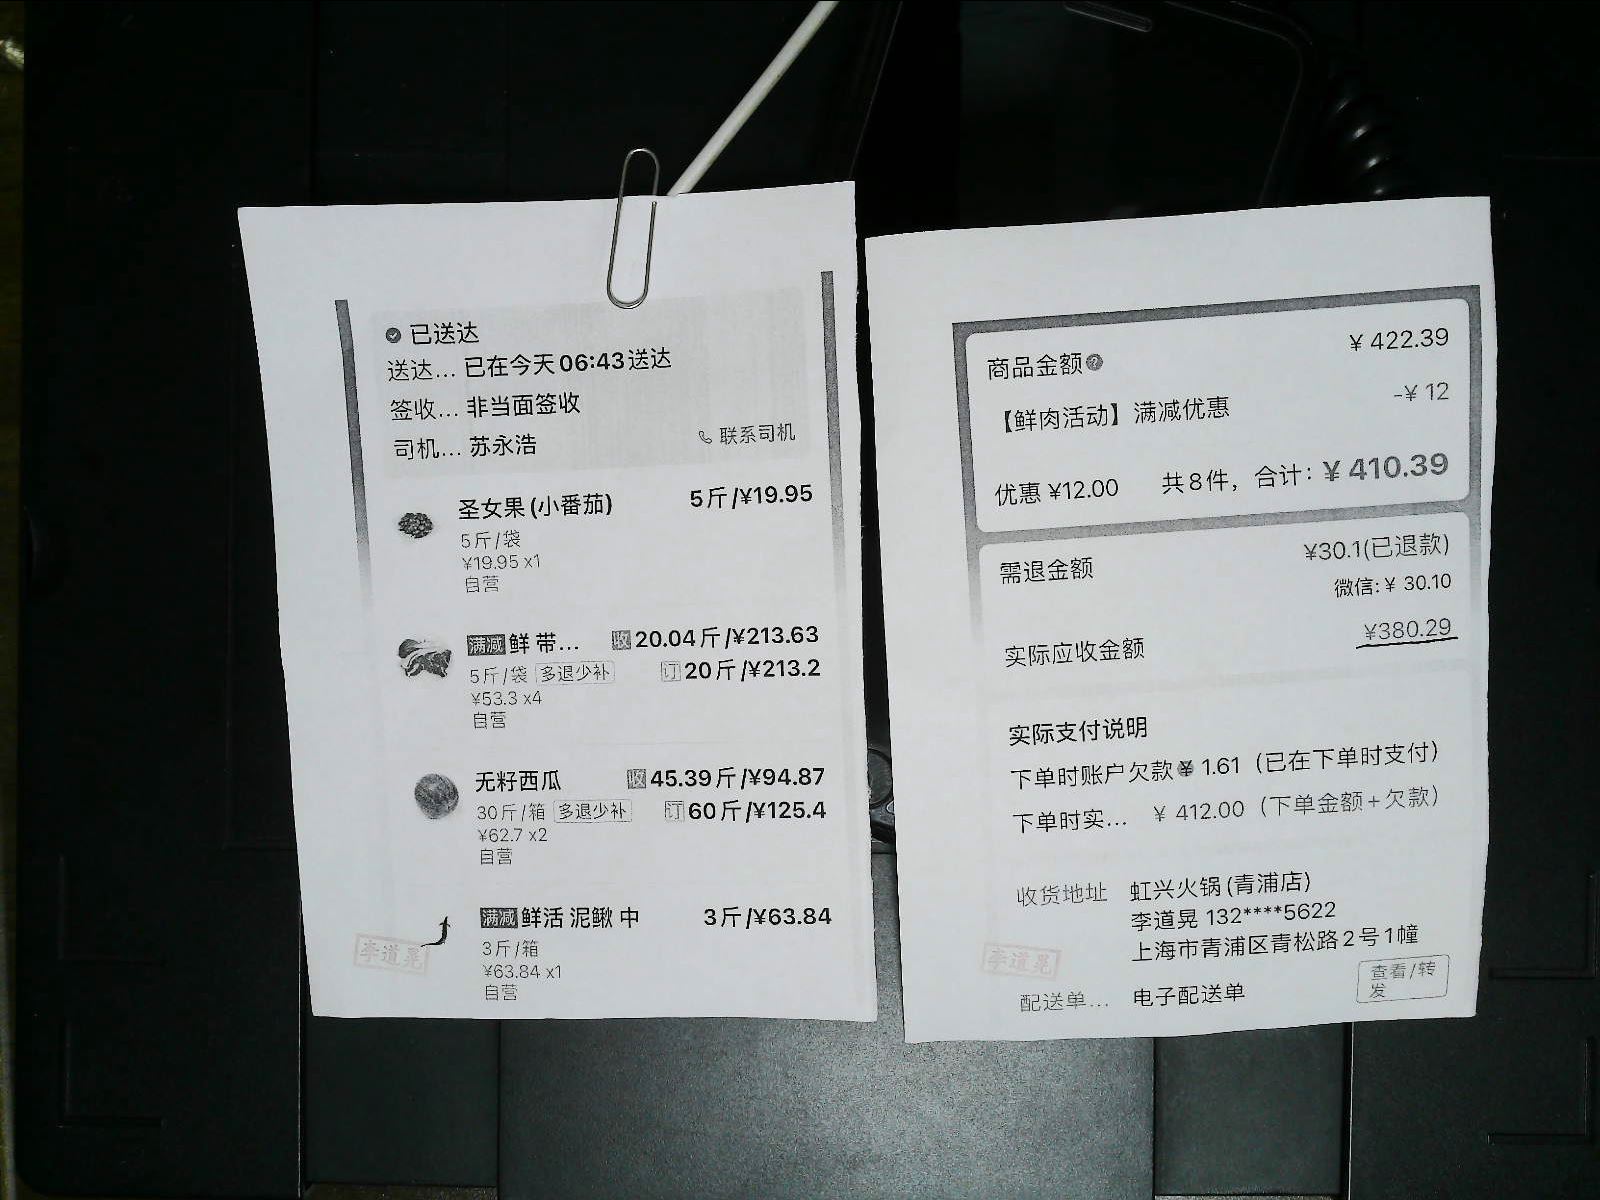 已送达
送达... 已在今天06:43送达
签收... 非当面签收
司机... 苏永浩 联系司机
圣女果(小番茄) 5斤/¥19.95
5斤/袋
¥19.95 x1
自营
满减 鲜 带... 收 20.04斤/¥213.63
5斤/袋 多退少补 订 20斤/¥213.2
¥53.3 x4
自营
无籽西瓜 收 45.39斤/¥94.87
30斤/箱 多退少补 订 60斤/¥125.4
¥62.7 x2
自营
满减 鲜活 泥鳅 中 3斤/¥63.84
3斤/箱
¥63.84 x1
自营
李道晃
商品金额? ¥ 422.39
【鲜肉活动】满减优惠 -¥ 12
优惠 ¥12.00 共8件，合计：¥ 410.39
需退金额 ¥30.1(已退款)
微信:¥ 30.10
实际应收金额 ¥380.29
实际支付说明
下单时账户欠款¥ 1.61（已在下单时支付）
下单时实... ¥ 412.00（下单金额+欠款）
收货地址 虹兴火锅(青浦店)
李道晃 132****5622
上海市青浦区青松路2号1幢
配送单... 电子配送单 查看/转
发
李道晃